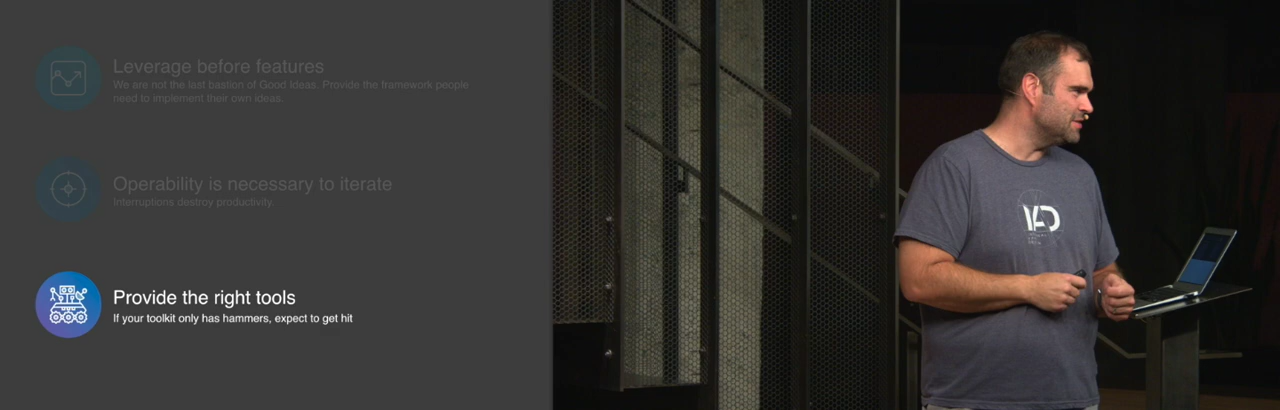 Leverage before features
We are not the last bastion of Good Ideas. Provide the framework people
need to implement their own ideas.
Operability is necessary to iterate
Interruptions destroy productivity.
Provide the right tools
If your toolkit only has hammers, expect to get hit